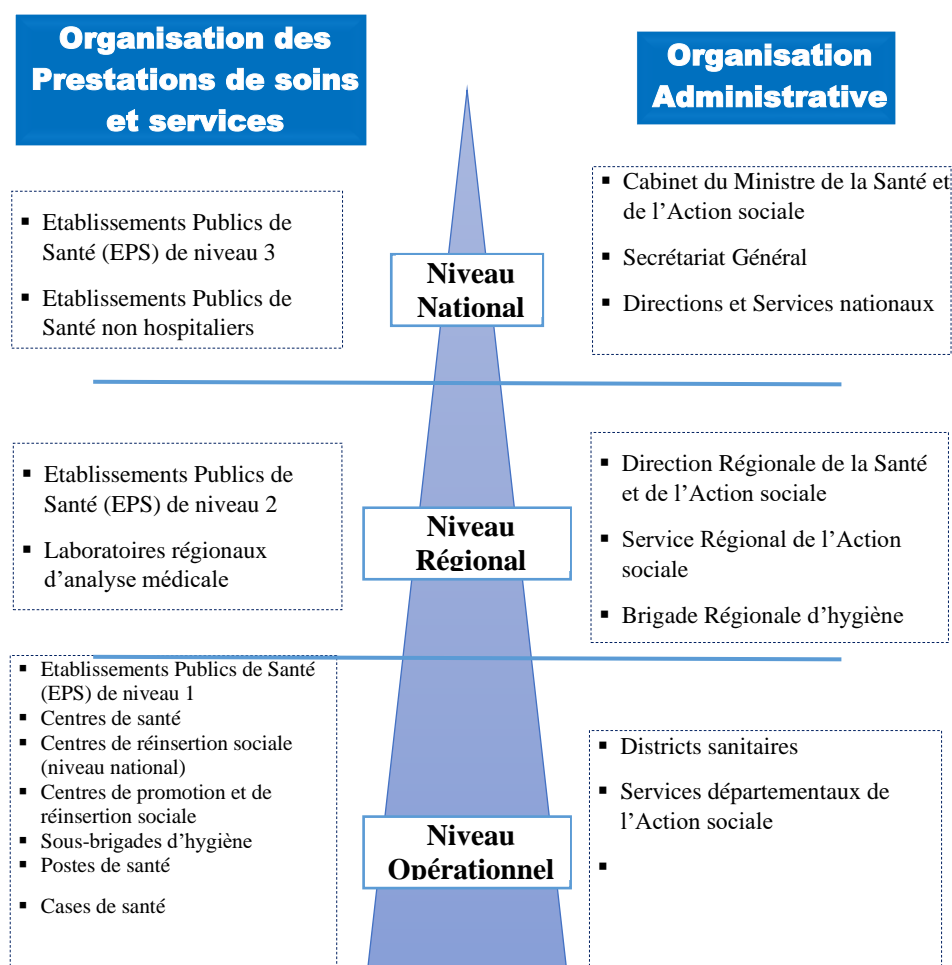 Organisation des
Prestations de soins
et services
Organisation
Administrative
▪ Etablissements Publics de
Santé (EPS) de niveau 3
▪ Etablissements Publics de
Santé non hospitaliers
Niveau
National
▪ Cabinet du Ministre de la Santé et
de l’Action sociale
▪ Secrétariat Général
▪ Directions et Services nationaux
▪ Etablissements Publics de
Santé (EPS) de niveau 2
▪ Laboratoires régionaux
d’analyse médicale
Niveau
Régional
▪ Direction Régionale de la Santé
et de l’Action sociale
▪ Service Régional de l’Action
sociale
▪ Brigade Régionale d’hygiène
▪ Etablissements Publics de Santé
(EPS) de niveau 1
▪ Centres de santé
▪ Centres de réinsertion sociale
(niveau national)
▪ Centres de promotion et de
réinsertion sociale
▪ Sous-brigades d’hygiène
▪ Postes de santé
▪ Cases de santé
Niveau
Opérationnel
▪ Districts sanitaires
▪ Services départementaux de
l’Action sociale
▪